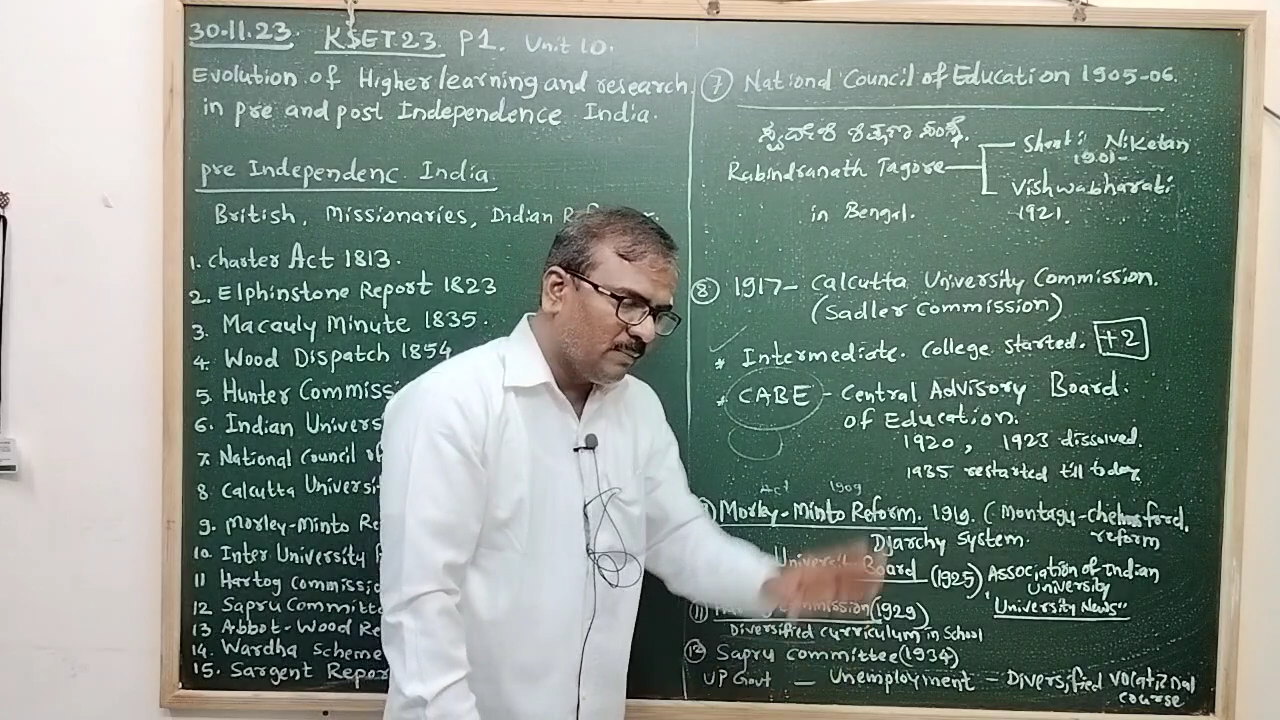 30.11.23. KSET.23 P1. Unit 10.
Evolution of Higher learning and research
in pre and post Independence India.
pre Independenc India
British, Missionaries, Indian
1. Charter Act 1813.
2. Elphinstone Report 1823
3. Macauly Minute 1835.
4. Wood Dispatch 1854
5. Hunter Commissi
6. Indian Univers
7. National Council of
8 Calcutta Universi
9. Morley-Minto Re
10. Inter University
11 Hartog commissio
12 Sapru Committe
13 Abbot-Wood Re
14. Wardha Scheme
15. Sargent Repor
7 National Council of Education 1905-06.
ಸ್ವದೇಶಿ ಶಿಕ್ಷಣ ಸಂಸ್ಥೆ.
Rabindranath Tagore
Shanti Niketan
1901-
Vishwabharati
1921.
in Bengal.
8 1917- Calcutta University Commission.
(Sadler Commission)
* Intermediate. College started. +2
* CABE - Central Advisory Board.
of Education.
1920, 1923 dissolved.
1935 restarted till today
Act 1909
Morley-Minto Reform. 1919. (Montagu-Chelmsford,
reform
Diarchy System.
University Board (1925), Association of Indian
University
"University News"
11 Commission (1929)
Diversified curriculum in School
12 Sapru committee (1934)
UP Govt - Unemployment - Diversified Vocational
course